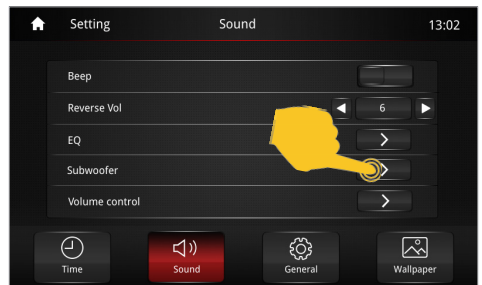 Setting Sound 13:02
Beep
Reverse Vol 6
EQ
Subwoofer
Volume control
Time Sound General Wallpaper